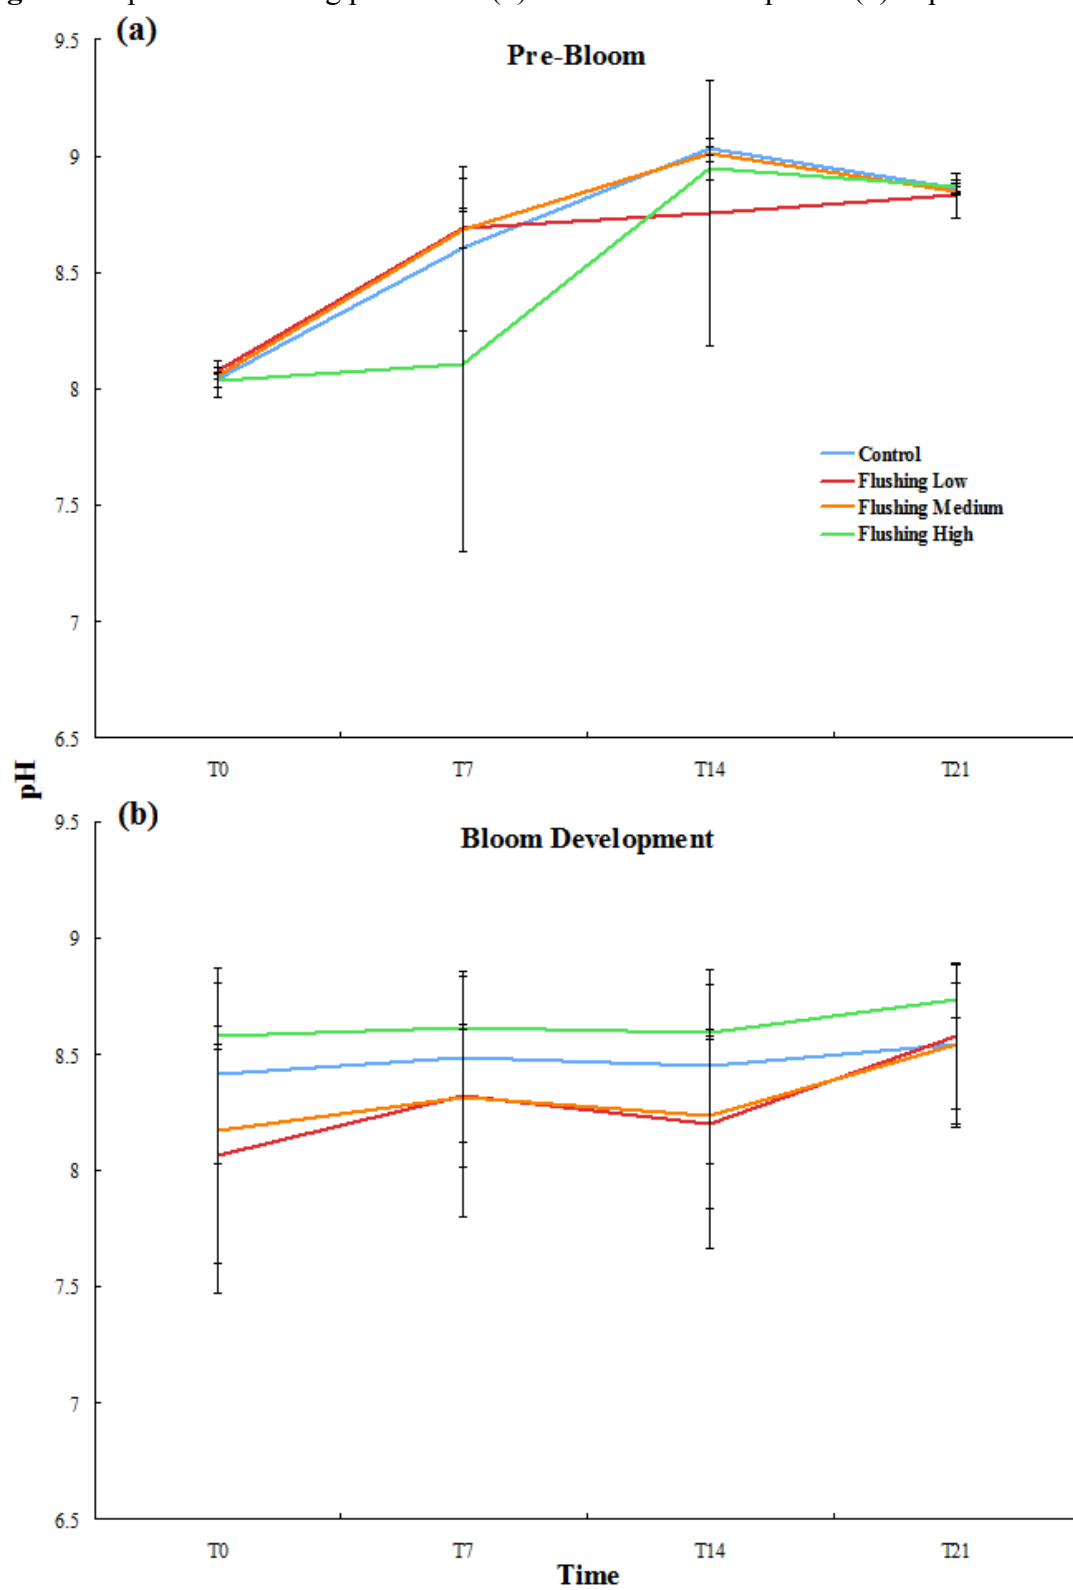 (a)
Pre-Bloom
9.5
9
8.5
8
7.5
7
6.5
Control
Flushing Low
Flushing Medium
Flushing High
T0 T7 T14 T21
pH
(b)
Bloom Development
9.5
9
8.5
8
7.5
7
6.5
T0 T7 T14 T21
Time